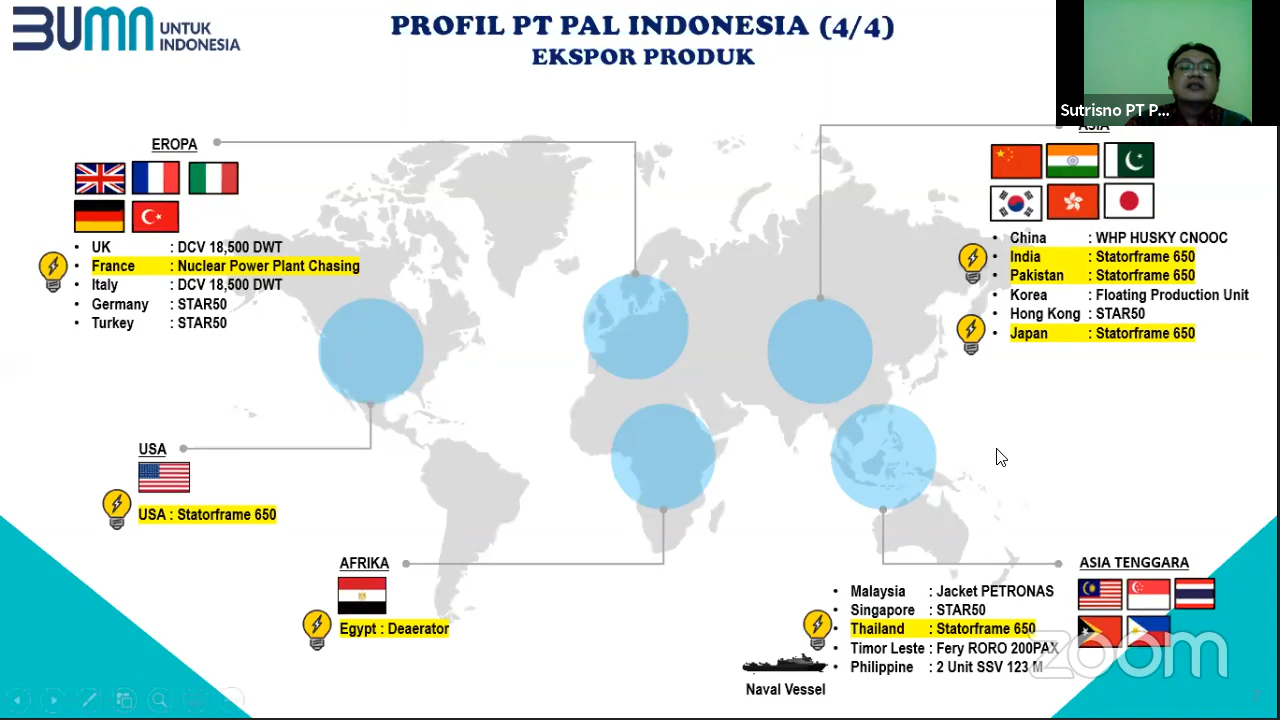 BUMN UNTUK INDONESIA
PROFIL PT PAL INDONESIA (4/4)
EKSPOR PRODUK
Sutrisno PT P...
EROPA
• UK : DCV 18,500 DWT
• France : Nuclear Power Plant Chasing
• Italy : DCV 18,500 DWT
• Germany : STAR50
• Turkey : STAR50
ASIA
• China : WHP HUSKY CNOOC
• India : Statorframe 650
• Pakistan : Statorframe 650
• Korea : Floating Production Unit
• Hong Kong : STAR50
• Japan : Statorframe 650
USA
USA : Statorframe 650
AFRIKA
Egypt : Deaerator
ASIA TENGGARA
• Malaysia : Jacket PETRONAS
• Singapore : STAR50
• Thailand : Statorframe 650
• Timor Leste : Fery RORO 200PAX
• Philippine : 2 Unit SSV 123 M
Naval Vessel
zoom